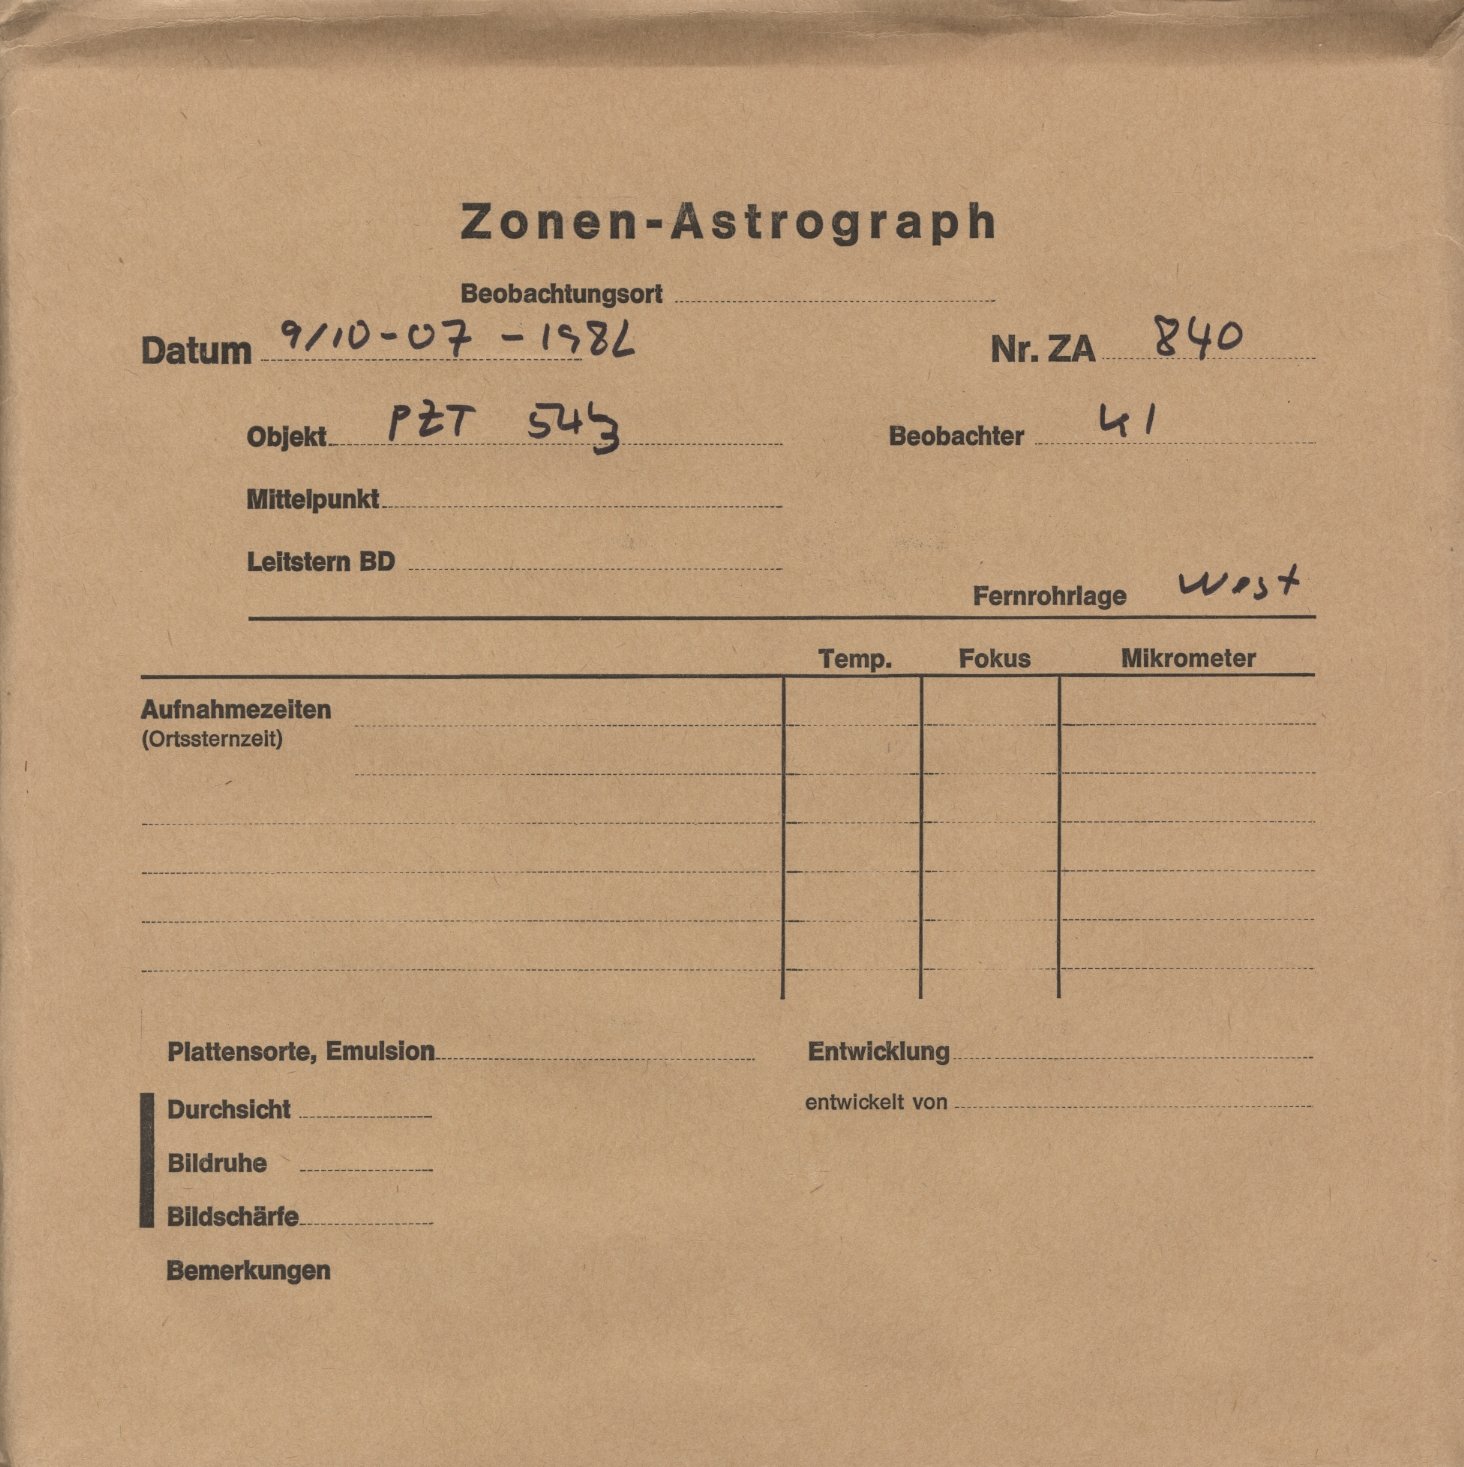 Zonen-Astrograph
Beobachtungsort
Datum 9/10-07-1982 Nr. ZA 840
Objekt PZT 543 Beobachter
Mittelpunkt
Leitstern BD
Fernrohrlage West
Temp. Fokus Mikrometer
Aufnahmezeiten
(Ortssternzeit)
Plattensorte, Emulsion Entwicklung
Durchsicht entwickelt von
Bildruhe
Bildschärfe
Bemerkungen